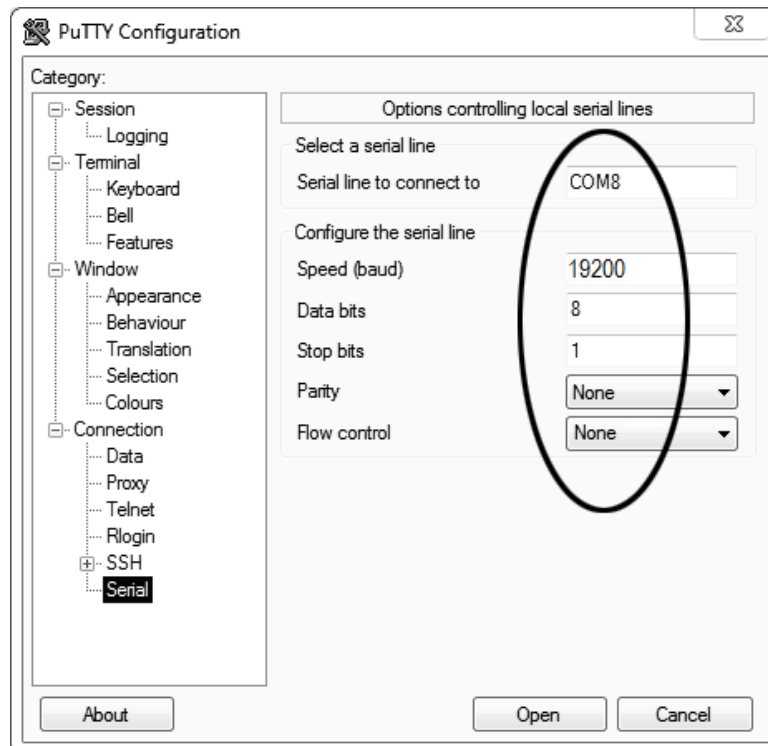 PuTTY Configuration
Category:
Session
Logging
Terminal
Keyboard
Bell
Features
Window
Appearance
Behaviour
Translation
Selection
Colours
Connection
Data
Proxy
Telnet
Rlogin
SSH
Serial
Options controlling local serial lines
Select a serial line
Serial line to connect to COM8
Configure the serial line
Speed (baud) 19200
Data bits 8
Stop bits 1
Parity None
Flow control None
About Open Cancel